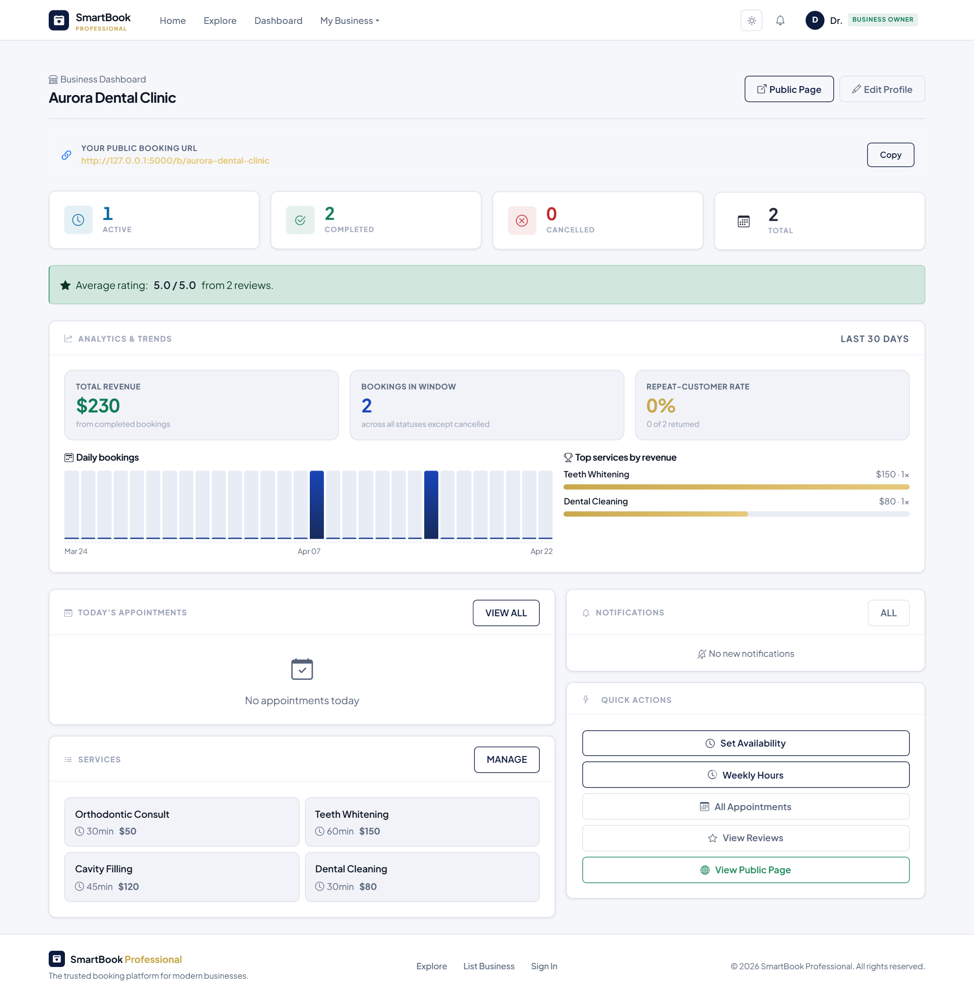 SmartBook
PROFESSIONAL
Home
Explore
Dashboard
My Business
D
Dr.
BUSINESS OWNER
Business Dashboard
Aurora Dental Clinic
Public Page
Edit Profile
YOUR PUBLIC BOOKING URL
http://127.0.0.1:5000/b/aurora-dental-clinic
Copy
1
ACTIVE
2
COMPLETED
0
CANCELLED
2
TOTAL
Average rating: 5.0 / 5.0 from 2 reviews.
ANALYTICS & TRENDS
LAST 30 DAYS
TOTAL REVENUE
$230
from completed bookings
BOOKINGS IN WINDOW
2
across all statuses except cancelled
REPEAT-CUSTOMER RATE
0%
0 of 2 returned
Daily bookings
Mar 24
Apr 07
Apr 22
Top services by revenue
Teeth Whitening
$150 · 1×
Dental Cleaning
$80 · 1×
TODAY'S APPOINTMENTS
VIEW ALL
No appointments today
NOTIFICATIONS
ALL
No new notifications
SERVICES
MANAGE
Orthodontic Consult
30min $50
Teeth Whitening
60min $150
Cavity Filling
45min $120
Dental Cleaning
30min $80
QUICK ACTIONS
Set Availability
Weekly Hours
All Appointments
View Reviews
View Public Page
SmartBook Professional
The trusted booking platform for modern businesses.
Explore
List Business
Sign In
© 2026 SmartBook Professional. All rights reserved.